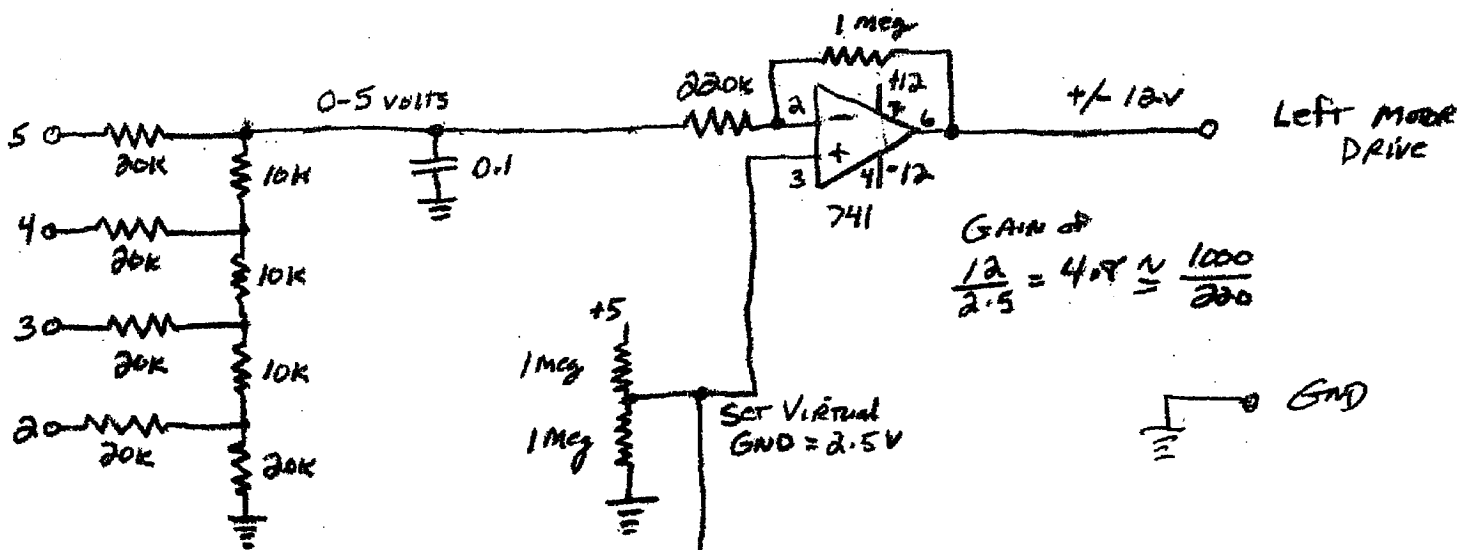 1 Meg
220K
+12
0-5 volts
2
-
7
6
+/- 12v
Left Motor
Drive
5
20K
10K
0.1
+
3
4
-12
741
4
20K
10K
Gain of
12/2.5 = 4.8 ≅ 1000/220
3
20K
10K
+5
1 Meg
1 Meg
Set Virtual
GND = 2.5V
GND
2
20K
20K